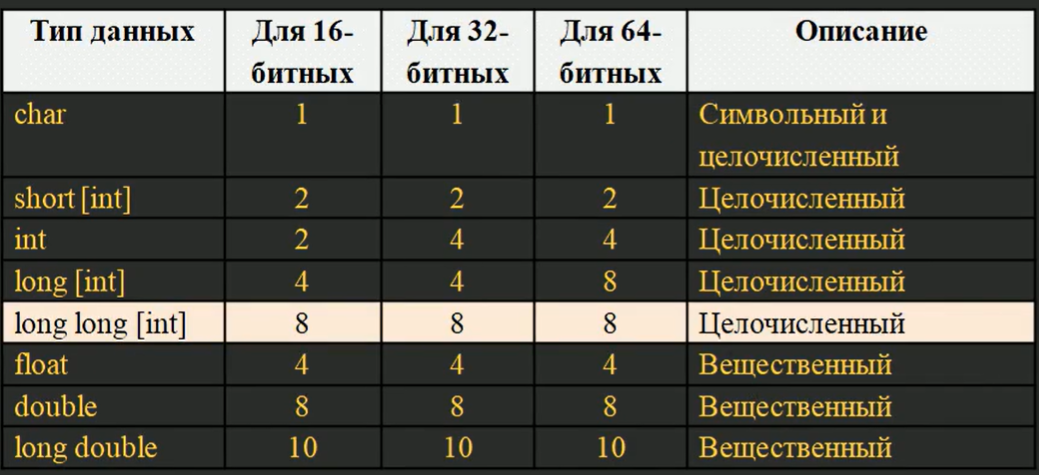 Тип данных Для 16-битных Для 32-битных Для 64-битных Описание
char 1 1 1 Символьный и целочисленный
short [int] 2 2 2 Целочисленный
int 2 4 4 Целочисленный
long [int] 4 4 8 Целочисленный
long long [int] 8 8 8 Целочисленный
float 4 4 4 Вещественный
double 8 8 8 Вещественный
long double 10 10 10 Вещественный